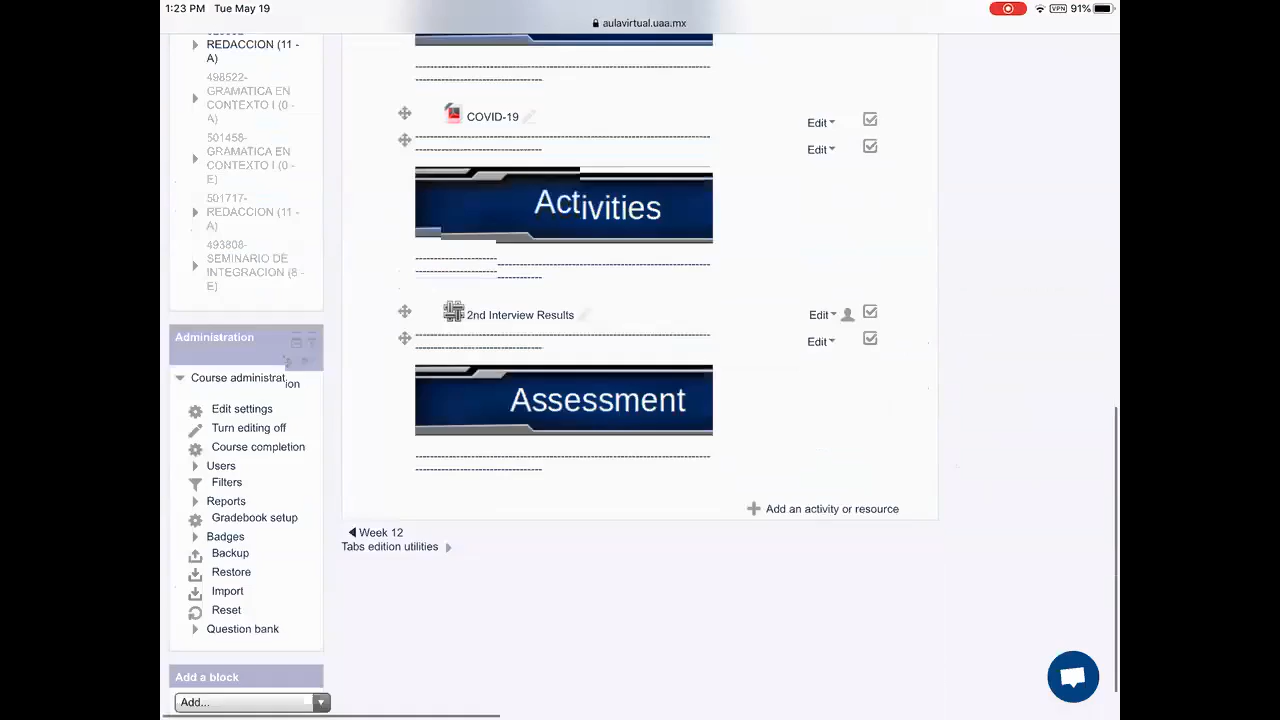 1:23 PM Tue May 19
VPN 91%
aulavirtual.uaa.mx
REDACCION (11 -
A)
498522-
GRAMATICA EN
CONTEXTO I (0 -
A)
501458-
GRAMATICA EN
CONTEXTO I (0 -
E)
501717-
REDACCION (11 -
A)
493808-
SEMINARIO DE
INTEGRACION (8 -
E)
Administration
Course administration
Edit settings
Turn editing off
Course completion
Users
Filters
Reports
Gradebook setup
Badges
Backup
Restore
Import
Reset
Question bank
Add a block
Add...
COVID-19
Edit
Edit
Activities
2nd Interview Results
Edit
Edit
Assessment
Add an activity or resource
Week 12
Tabs edition utilities